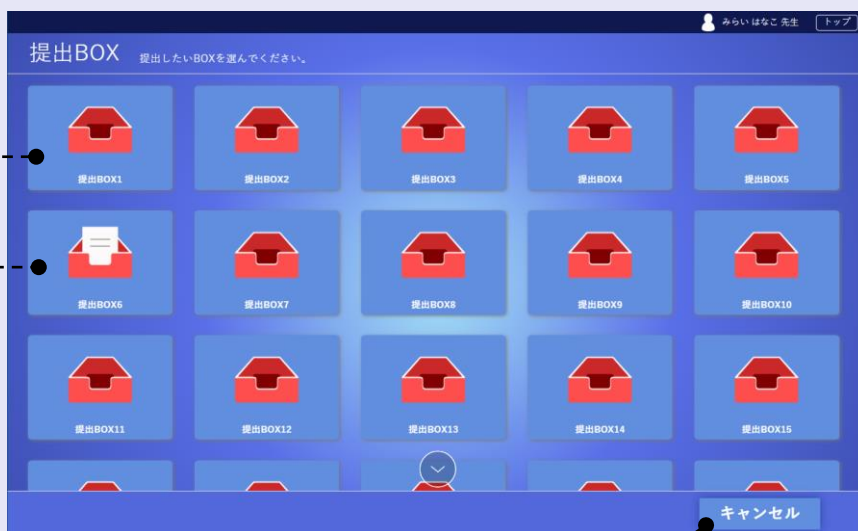 みらい はなこ 先生 トップ
提出BOX 提出したいBOXを選んでください。
提出BOX1 提出BOX2 提出BOX3 提出BOX4 提出BOX5
提出BOX6 提出BOX7 提出BOX8 提出BOX9 提出BOX10
提出BOX11 提出BOX12 提出BOX13 提出BOX14 提出BOX15
キャンセル